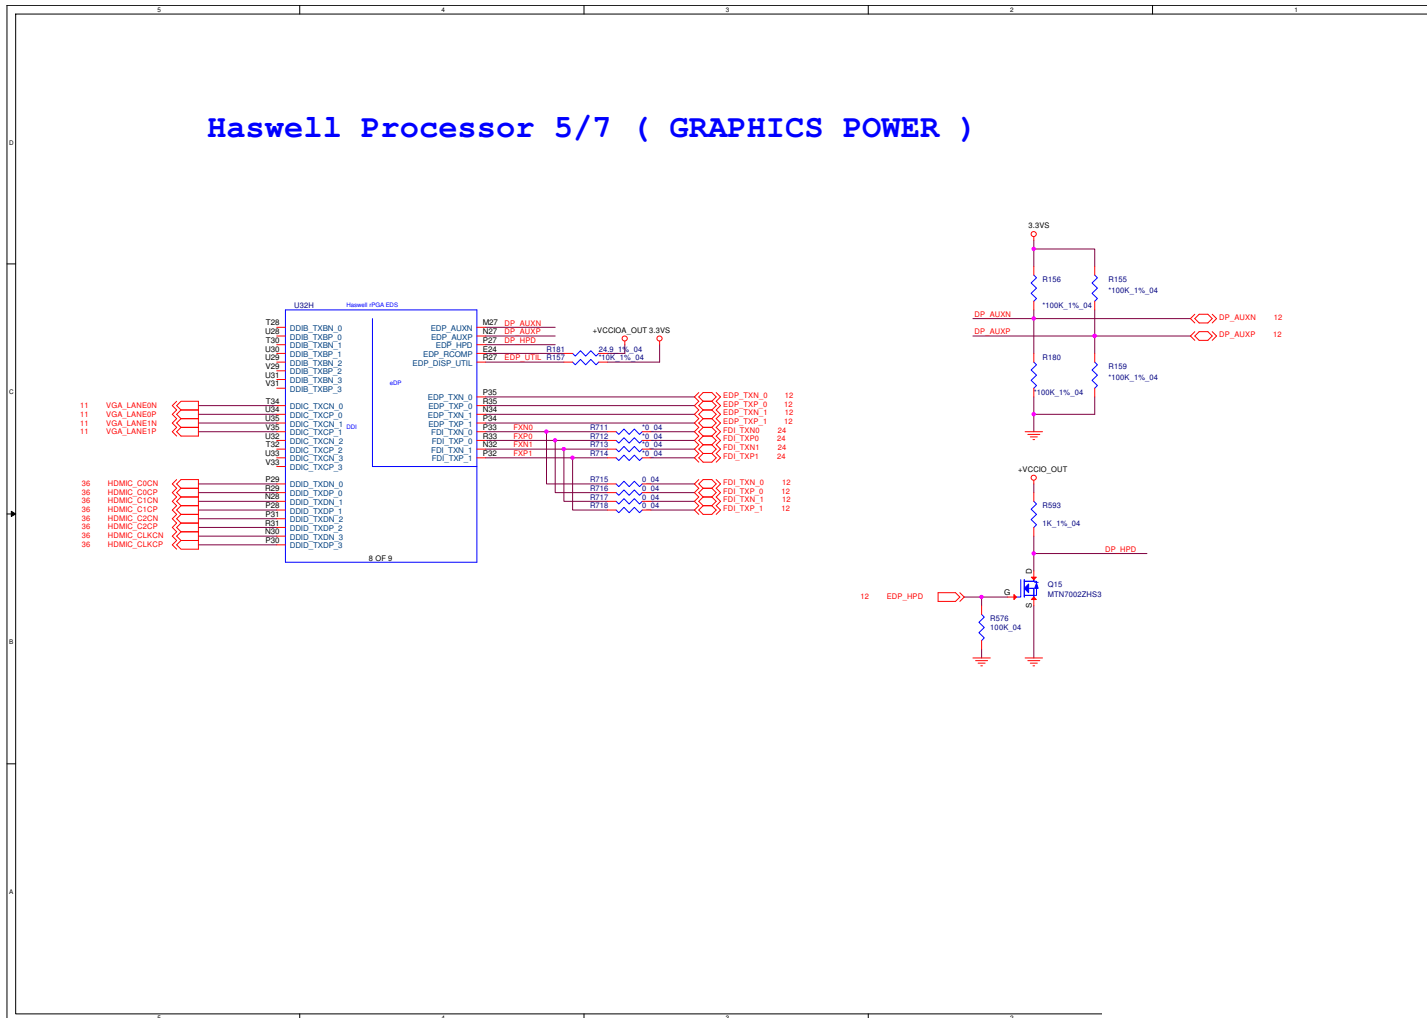 5 4 3 2 1
Haswell Processor 5/7 ( GRAPHICS POWER )
D
C
B
A
U32H Haswell rPGA EDS
T28 DDIB_TXBN_0
U28 DDIB_TXBP_0
T30 DDIB_TXBN_1
U30 DDIB_TXBP_1
U29 DDIB_TXBN_2
V29 DDIB_TXBP_2
U31 DDIB_TXBN_3
V31 DDIB_TXBP_3
11 VGA_LANE0N T34 DDIC_TXCN_0
11 VGA_LANE0P U34 DDIC_TXCP_0
11 VGA_LANE1N U35 DDIC_TXCN_1
11 VGA_LANE1P V35 DDIC_TXCP_1
U32 DDIC_TXCN_2
T32 DDIC_TXCP_2
U33 DDIC_TXCN_3
V33 DDIC_TXCP_3
DDI
36 HDMIC_C0CN P29 DDID_TXDN_0
36 HDMIC_C0CP R29 DDID_TXDP_0
36 HDMIC_C1CN N28 DDID_TXDN_1
36 HDMIC_C1CP P28 DDID_TXDP_1
36 HDMIC_C2CN P31 DDID_TXDN_2
36 HDMIC_C2CP R31 DDID_TXDP_2
36 HDMIC_CLKCN N30 DDID_TXDN_3
36 HDMIC_CLKCP P30 DDID_TXDP_3
8 OF 9
eDP
EDP_AUXN M27 DP_AUXN
EDP_AUXP N27 DP_AUXP
EDP_HPD P27 DP_HPD
EDP_RCOMP E24 R181 24.9_1%_04
EDP_DISP_UTIL R27 EDP_UTIL R157 *10K_1%_04
+VCCIOA_OUT 3.3VS
EDP_TXN_0 P35 EDP_TXN_0 12
EDP_TXP_0 R35 EDP_TXP_0 12
EDP_TXN_1 N34 EDP_TXN_1 12
EDP_TXP_1 P34 EDP_TXP_1 12
FDI_TXN_0 P33 FXN0 R711 *0_04 FDI_TXN0 24
FDI_TXP_0 R33 FXP0 R712 *0_04 FDI_TXP0 24
FDI_TXN_1 N32 FXN1 R713 *0_04 FDI_TXN1 24
FDI_TXP_1 P32 FXP1 R714 *0_04 FDI_TXP1 24
R715 0_04 FDI_TXN_0 12
R716 0_04 FDI_TXP_0 12
R717 0_04 FDI_TXN_1 12
R718 0_04 FDI_TXP_1 12
3.3VS
R156 R155
*100K_1%_04 *100K_1%_04
DP_AUXN DP_AUXN 12
DP_AUXP DP_AUXP 12
R180 R159
*100K_1%_04 *100K_1%_04
+VCCIO_OUT
R593
1K_1%_04
DP_HPD
D
Q15
MTN7002ZHS3
G
S
12 EDP_HPD
R576
100K_04
5 4 3 2